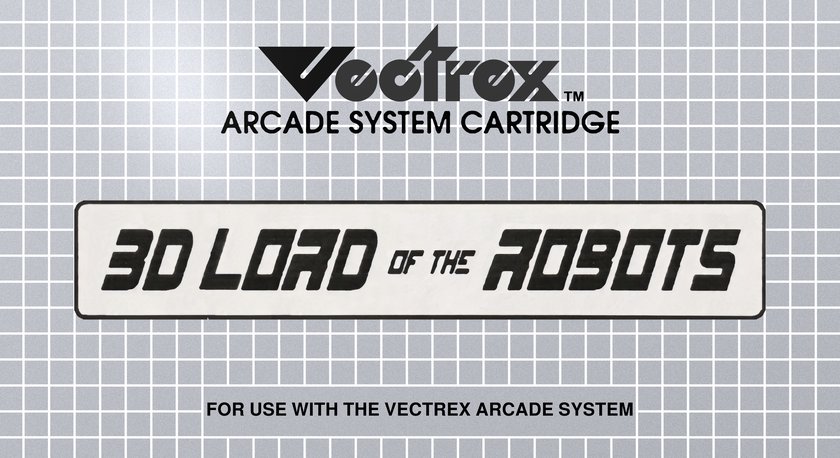 Vectrex™
ARCADE SYSTEM CARTRIDGE
3D LORD OF THE ROBOTS
FOR USE WITH THE VECTREX ARCADE SYSTEM